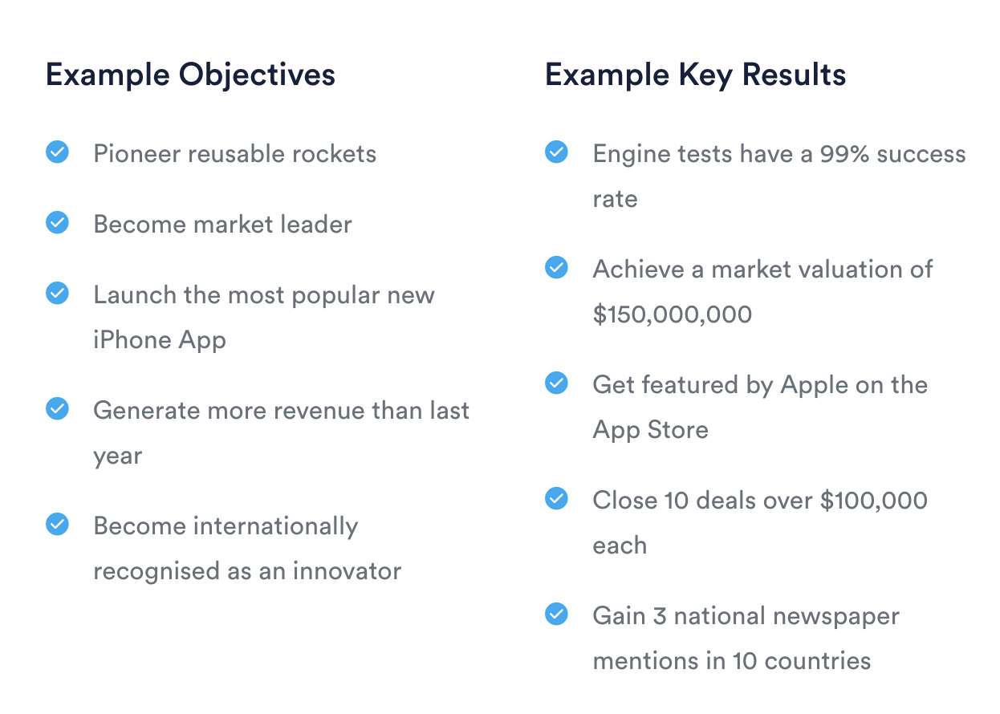 Example Objectives
Pioneer reusable rockets
Become market leader
Launch the most popular new
iPhone App
Generate more revenue than last
year
Become internationally
recognised as an innovator
Example Key Results
Engine tests have a 99% success
rate
Achieve a market valuation of
$150,000,000
Get featured by Apple on the
App Store
Close 10 deals over $100,000
each
Gain 3 national newspaper
mentions in 10 countries